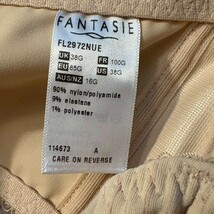 FANTASIE
FL2972NUE
UK 38G FR 100G
EU 85G US 38G
AUS/NZ 16G
90% nylon/polyamide
9% elastane
1% polyester
114673 A
CARE ON REVERSE